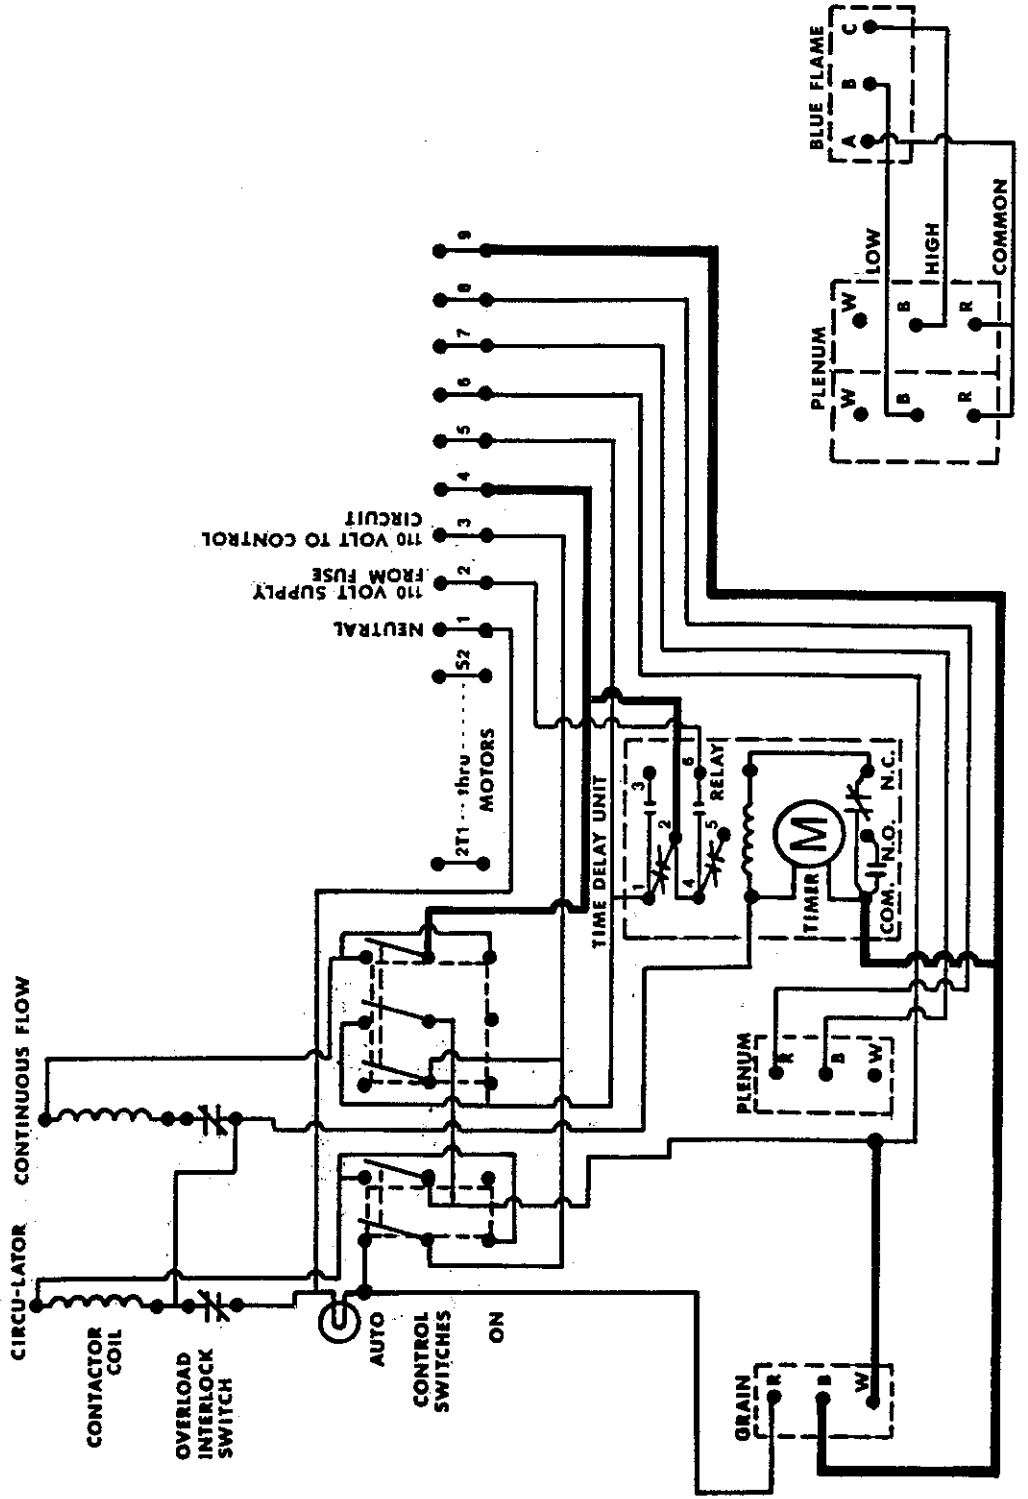 CIRCU-LATOR
CONTINUOUS FLOW
CONTACTOR
COIL
OVERLOAD
INTERLOCK
SWITCH
AUTO
CONTROL
SWITCHES
ON
2T1 -- thru ------ S2
MOTORS
NEUTRAL
110 VOLT SUPPLY
FROM FUSE
110 VOLT TO CONTROL
CIRCUIT
1
2
3
4
5
6
7
8
9
TIME DELAY UNIT
1
2
3
4
5
6
RELAY
TIMER
M
COM.
N.O.
N.C.
GRAIN
R
B
W
PLENUM
R
B
W
PLENUM
W
W
B
B
R
R
LOW
HIGH
COMMON
BLUE FLAME
A
B
C